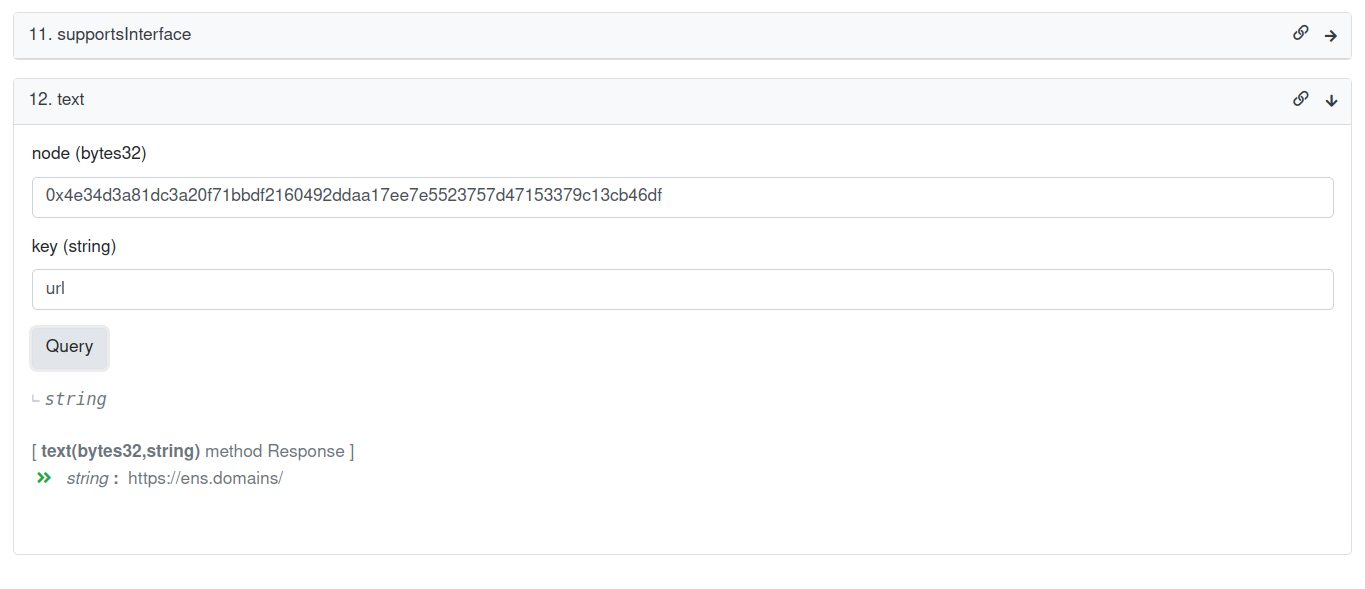 11. supportsInterface
12. text
node (bytes32)
0x4e34d3a81dc3a20f71bbdf2160492ddaa17ee7e5523757d47153379c13cb46df
key (string)
url
Query
string
[ text(bytes32,string) method Response ]
string : https://ens.domains/